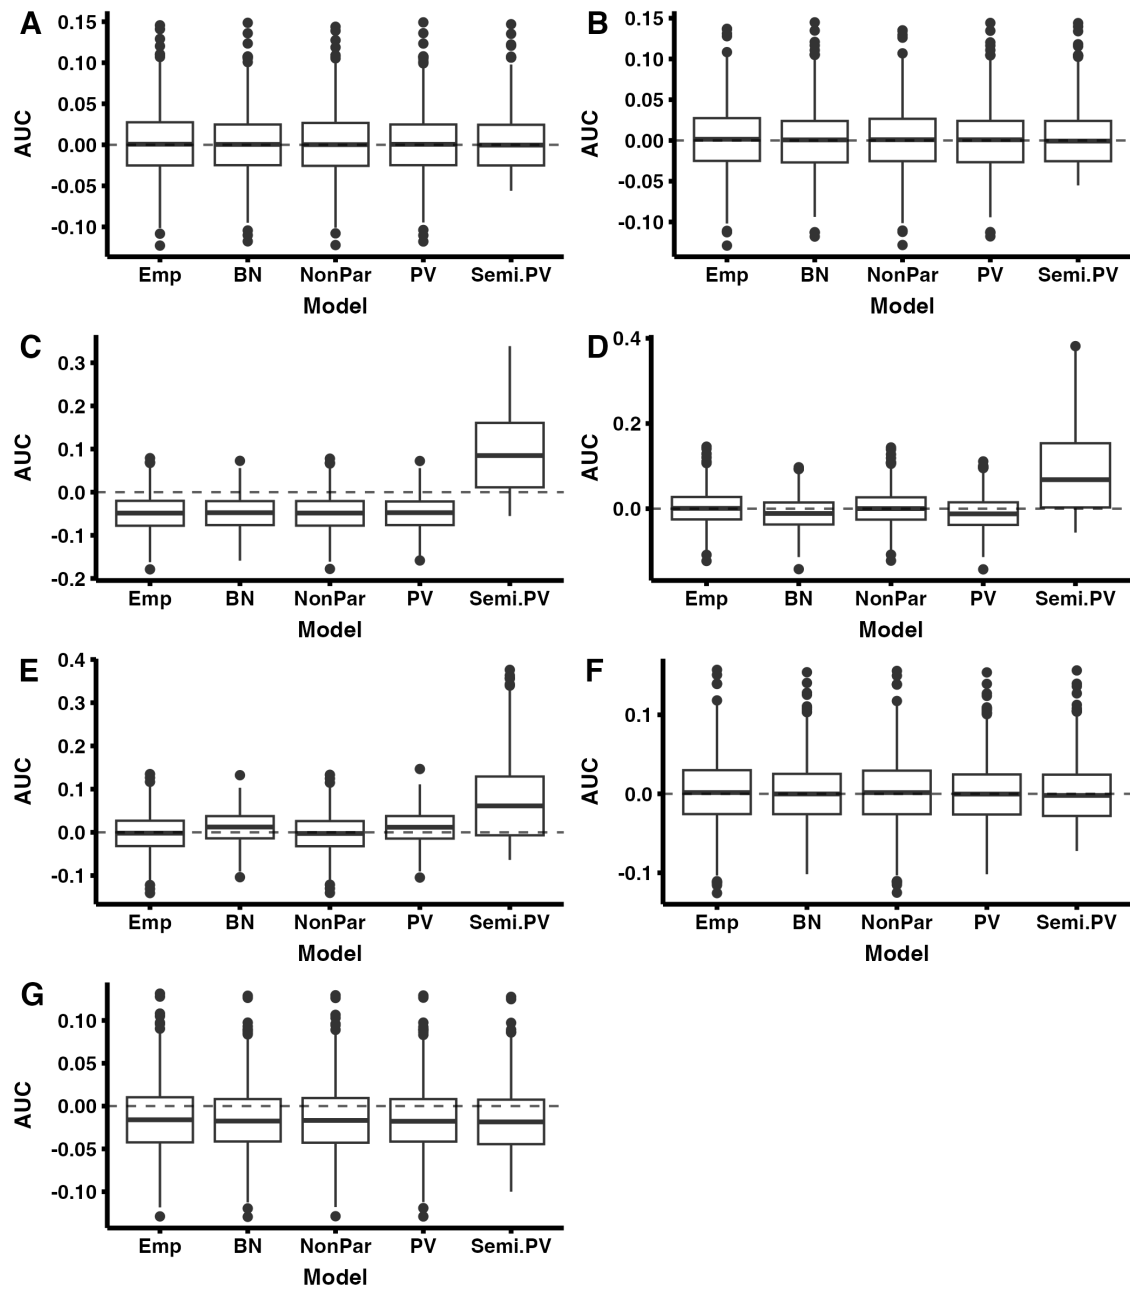 A
AUC
0.15
0.10
0.05
0.00
-0.05
-0.10
Emp BN NonPar PV Semi.PV
Model
B
AUC
0.15
0.10
0.05
0.00
-0.05
-0.10
Emp BN NonPar PV Semi.PV
Model
C
AUC
0.3
0.2
0.1
0.0
-0.1
-0.2
Emp BN NonPar PV Semi.PV
Model
D
AUC
0.4
0.2
0.0
Emp BN NonPar PV Semi.PV
Model
E
AUC
0.4
0.3
0.2
0.1
0.0
-0.1
Emp BN NonPar PV Semi.PV
Model
F
AUC
0.1
0.0
-0.1
Emp BN NonPar PV Semi.PV
Model
G
AUC
0.10
0.05
0.00
-0.05
-0.10
Emp BN NonPar PV Semi.PV
Model